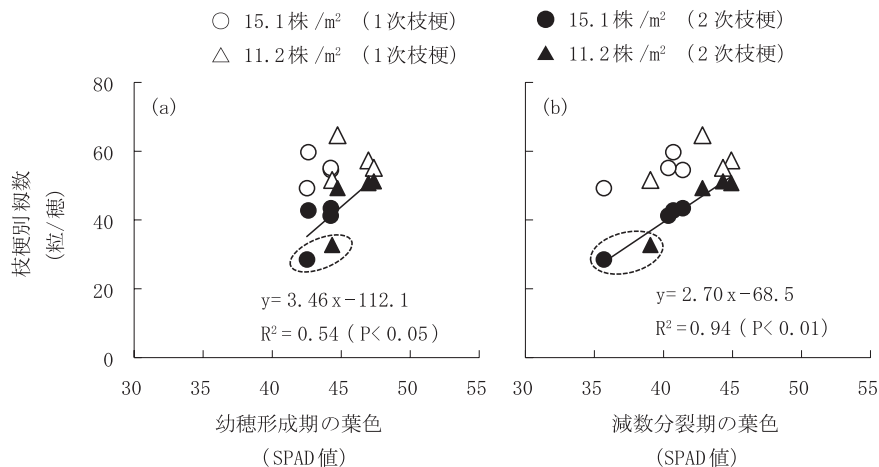 ○ 15.1株/m² （1次枝梗）
● 15.1株/m² （2次枝梗）
△ 11.2株/m² （1次枝梗）
▲ 11.2株/m² （2次枝梗）
枝梗別籾数
(粒/穂)
80
60
40
20
0
(a)
y=3.46x−112.1
R²=0.54 (P<0.05)
30 35 40 45 50 55
幼穂形成期の葉色
(SPAD値)
(b)
y=2.70x−68.5
R²=0.94 (P<0.01)
30 35 40 45 50 55
減数分裂期の葉色
(SPAD値)